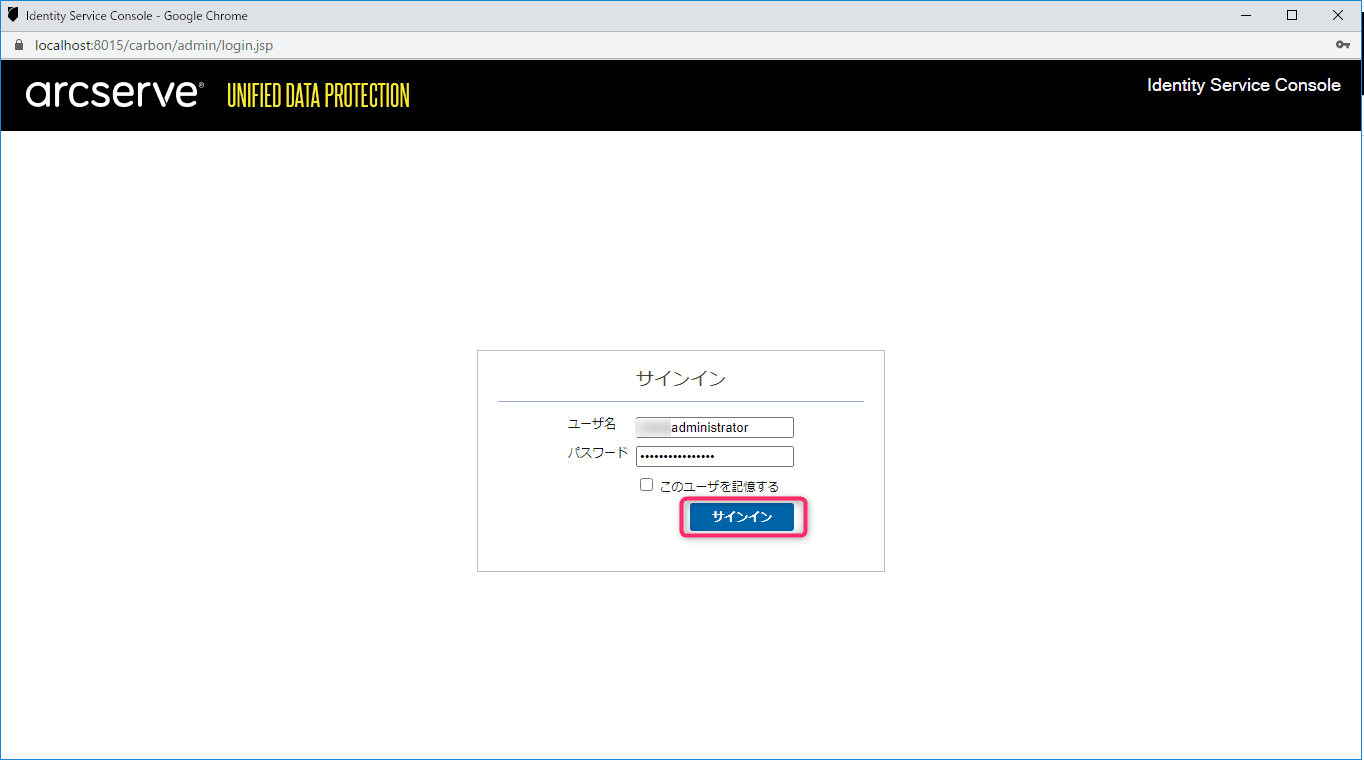 Identity Service Console - Google Chrome
localhost:8015/carbon/admin/login.jsp
arcserve® UNIFIED DATA PROTECTION
Identity Service Console
サインイン
ユーザ名 administrator
パスワード ••••••••••••••••
このユーザを記憶する
サインイン